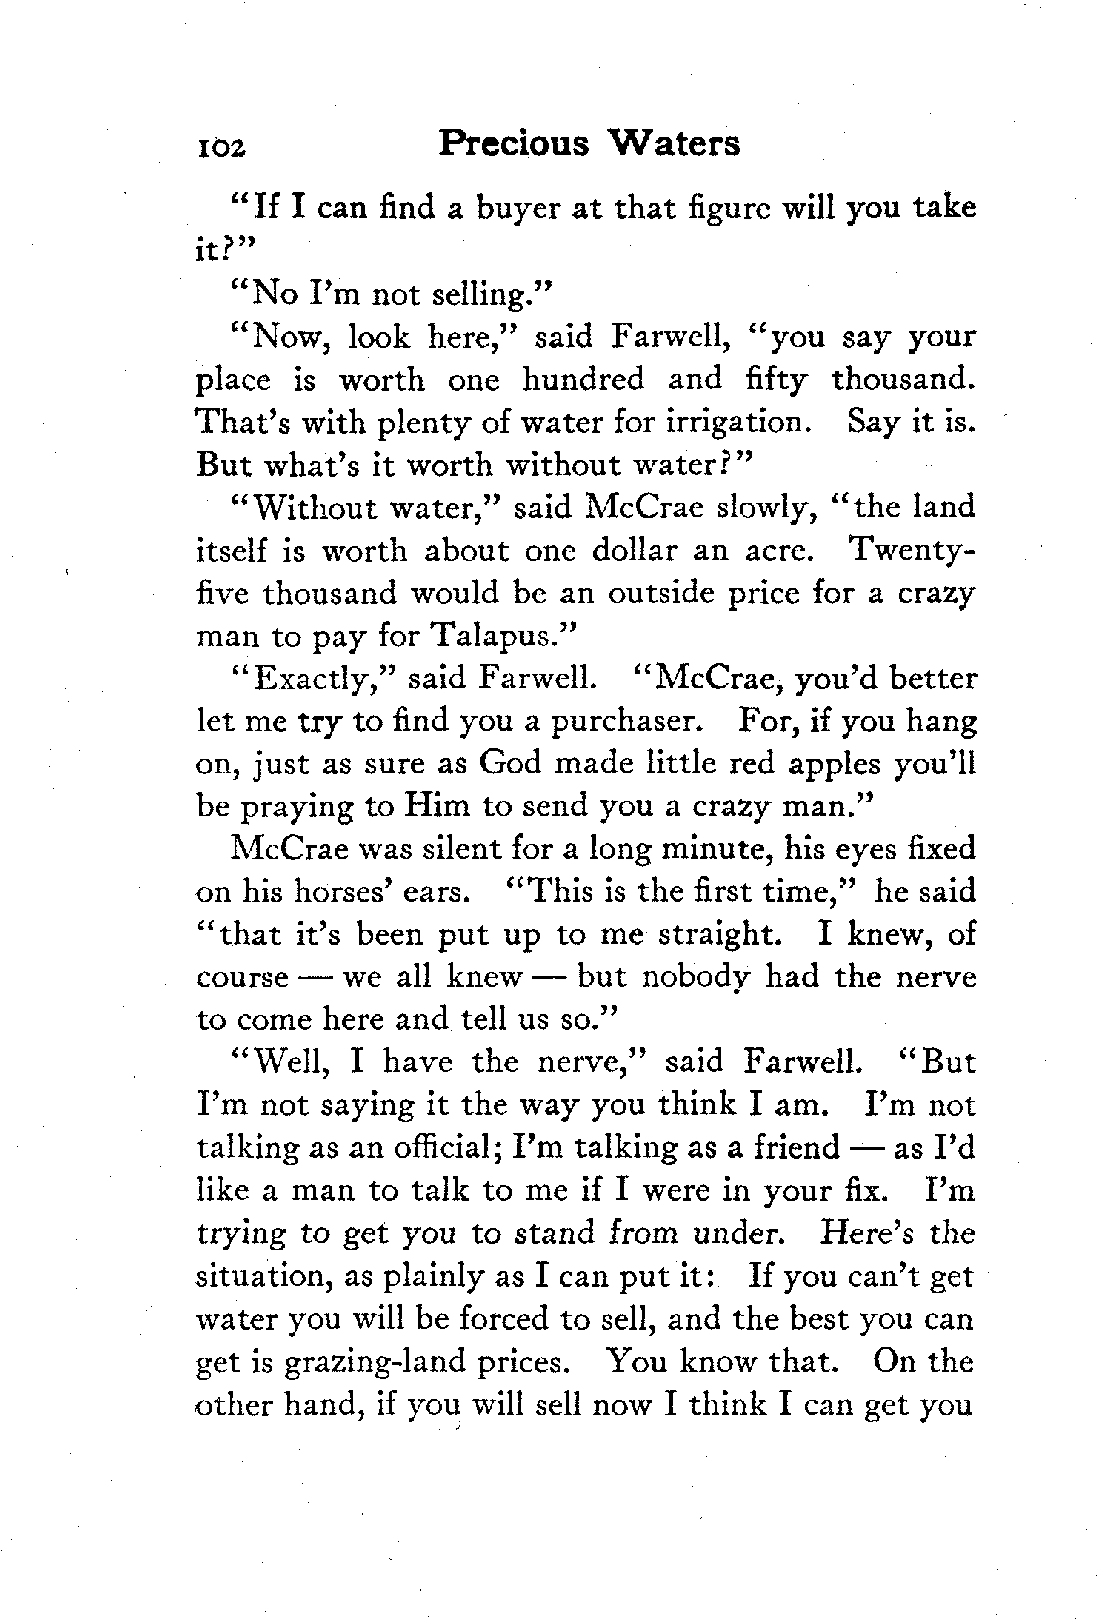 102 Precious Waters
"If I can find a buyer at that figure will you take
it?"
"No I'm not selling."
"Now, look here," said Farwell, "you say your
place is worth one hundred and fifty thousand.
That's with plenty of water for irrigation. Say it is.
But what's it worth without water?"
"Without water," said McCrae slowly, "the land
itself is worth about one dollar an acre. Twenty-
five thousand would be an outside price for a crazy
man to pay for Talapus."
"Exactly," said Farwell. "McCrae, you'd better
let me try to find you a purchaser. For, if you hang
on, just as sure as God made little red apples you'll
be praying to Him to send you a crazy man."
McCrae was silent for a long minute, his eyes fixed
on his horses' ears. "This is the first time," he said
"that it's been put up to me straight. I knew, of
course — we all knew — but nobody had the nerve
to come here and tell us so."
"Well, I have the nerve," said Farwell. "But
I'm not saying it the way you think I am. I'm not
talking as an official; I'm talking as a friend — as I'd
like a man to talk to me if I were in your fix. I'm
trying to get you to stand from under. Here's the
situation, as plainly as I can put it: If you can't get
water you will be forced to sell, and the best you can
get is grazing-land prices. You know that. On the
other hand, if you will sell now I think I can get you